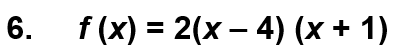 6. f (x) = 2(x – 4) (x + 1)